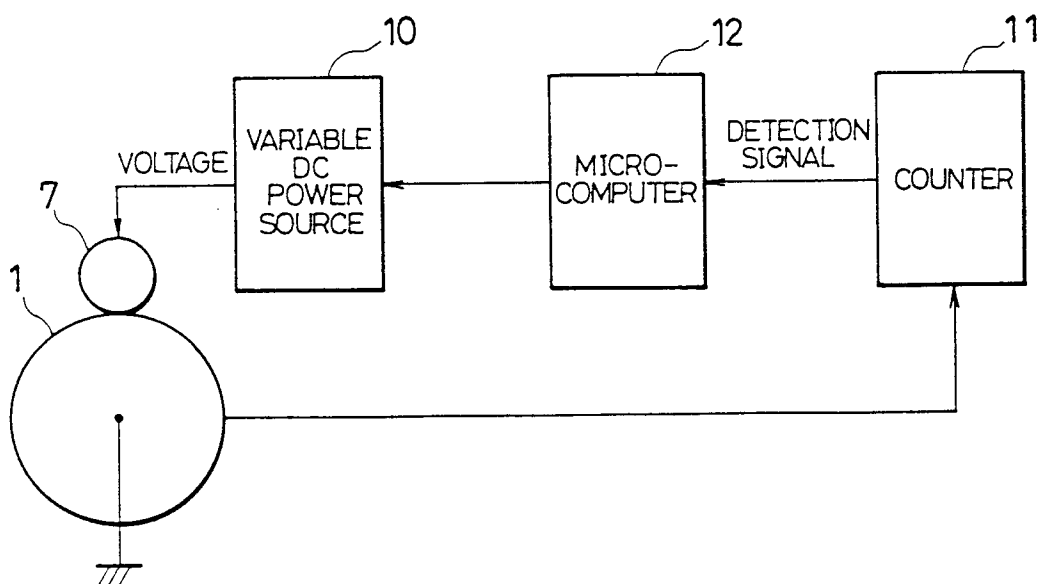 10
12
11
VOLTAGE
VARIABLE
DC
POWER
SOURCE
MICRO-
COMPUTER
DETECTION
SIGNAL
COUNTER
7
1